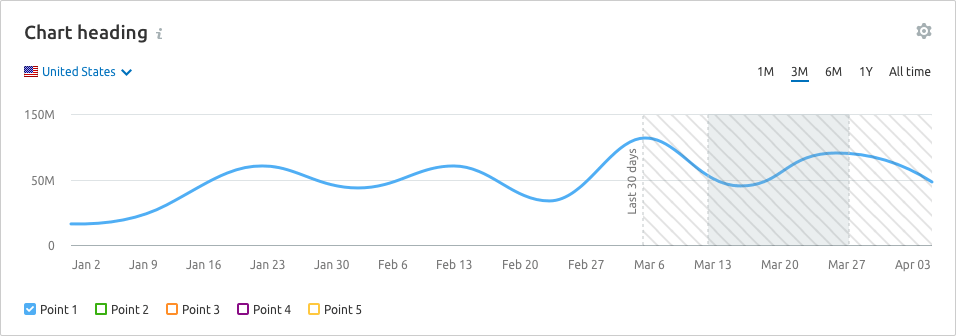 Chart heading i
United States
1M 3M 6M 1Y All time
150M
50M
0
Last 30 days
Jan 2 Jan 9 Jan 16 Jan 23 Jan 30 Feb 6 Feb 13 Feb 20 Feb 27 Mar 6 Mar 13 Mar 20 Mar 27 Apr 03
Point 1 Point 2 Point 3 Point 4 Point 5